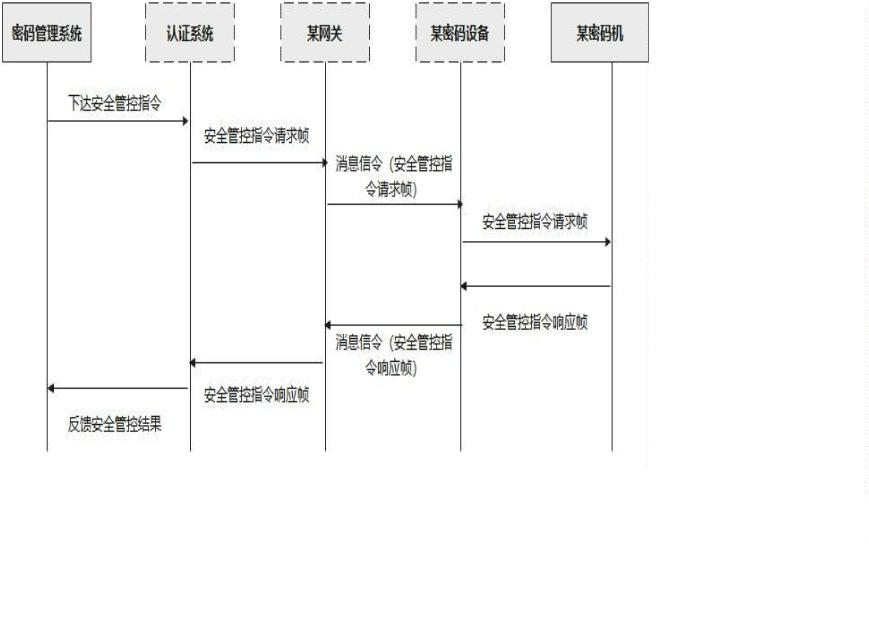 密码管理系统
认证系统
某网关
某密码设备
某密码机
下达安全管控指令
安全管控指令请求帧
消息信令（安全管控指
令请求帧）
安全管控指令请求帧
安全管控指令响应帧
消息信令（安全管控指
令响应帧）
安全管控指令响应帧
反馈安全管控结果